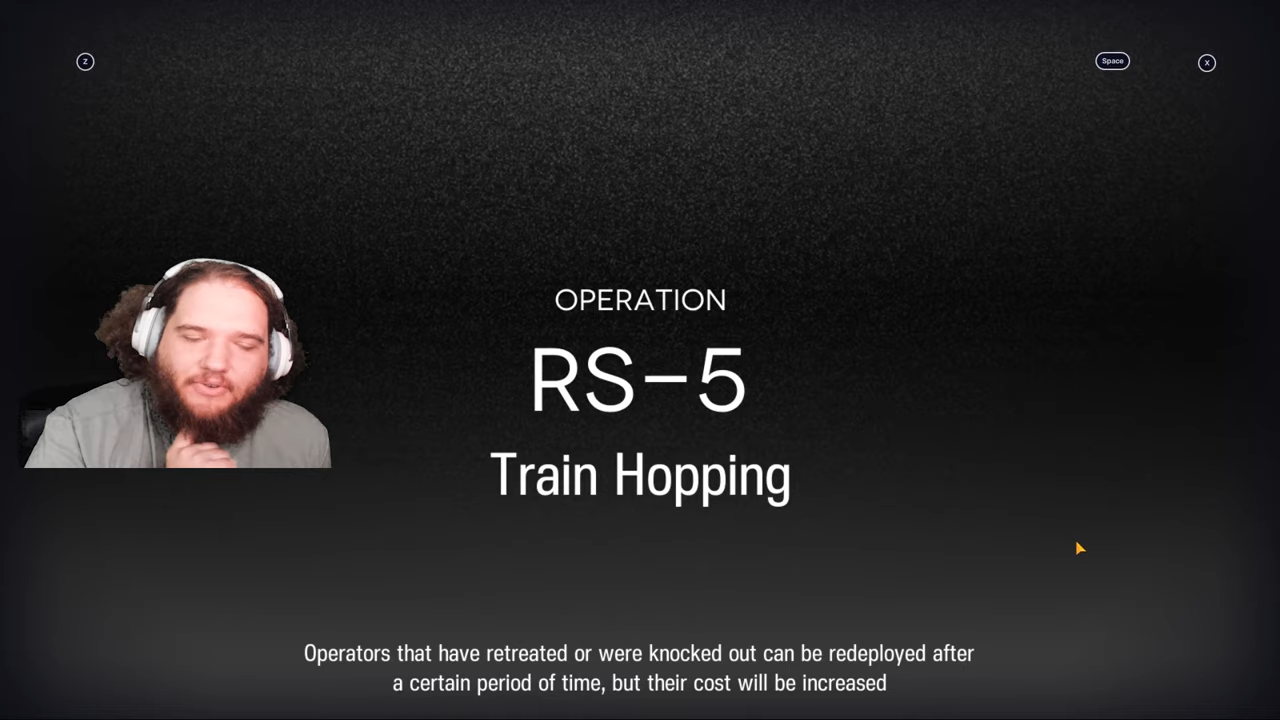 Z
Space
X
OPERATION
RS-5
Train Hopping
Operators that have retreated or were knocked out can be redeployed after
a certain period of time, but their cost will be increased